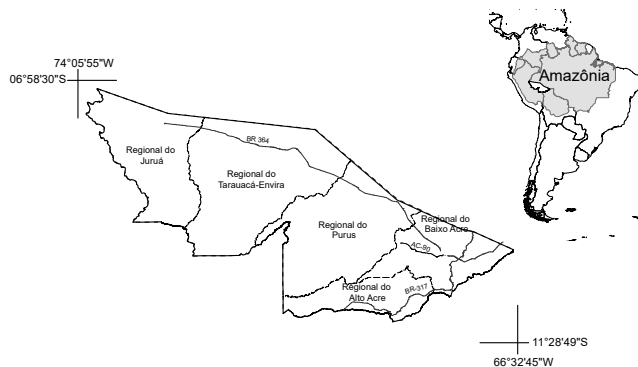 74°05'55"W
06°58'30"S
Amazônia
BR 364
Regional do
Juruá
Regional do
Tarauacá-Envira
Regional do
Purus
Regional do
Baixo Acre
AC-90
Regional do
Alto Acre
BR-317
11°28'49"S
66°32'45"W